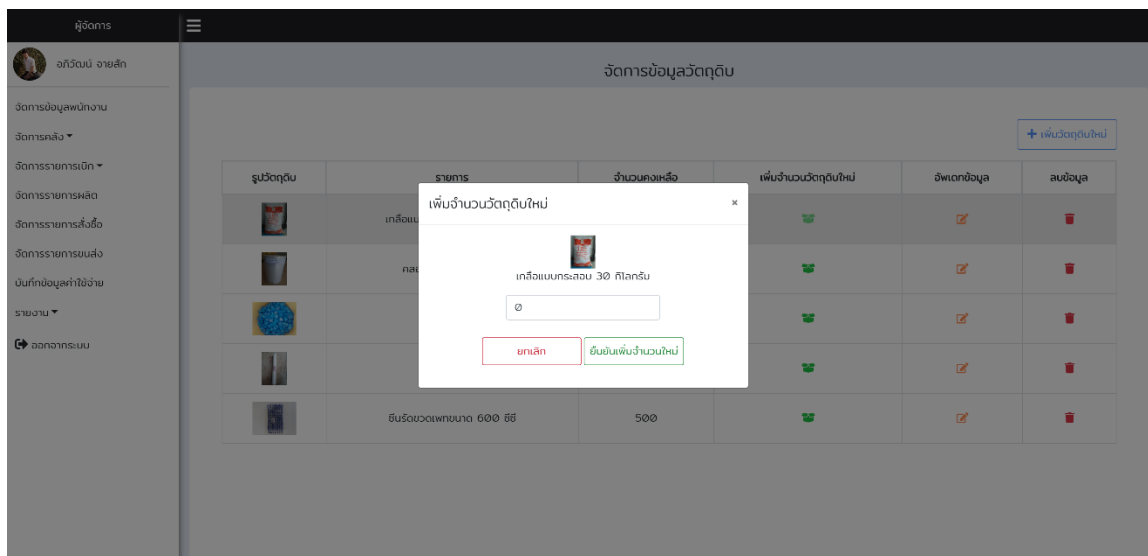 ผู้จัดการ
อภิวัฒน์ อายสัก
จัดการข้อมูลวัตถุดิบ
จัดการข้อมูลพนักงาน
จัดการคลัง
จัดการรายการเบิก
จัดการรายการผลิต
จัดการรายการสั่งซื้อ
จัดการรายการขนส่ง
บันทึกข้อมูลค่าใช้จ่าย
รายงาน
ออกจากระบบ
+ เพิ่มวัตถุดิบใหม่
รูปวัตถุดิบ รายการ จำนวนคงเหลือ เพิ่มจำนวนวัตถุดิบใหม่ อัพเดทข้อมูล ลบข้อมูล
เพิ่มจำนวนวัตถุดิบใหม่ ×
เกลือแบบกระสอบ 30 กิโลกรัม
0
ยกเลิก ยืนยันเพิ่มจำนวนใหม่
ซีนรัดขวดเพทขนาด 600 ซีซี 500